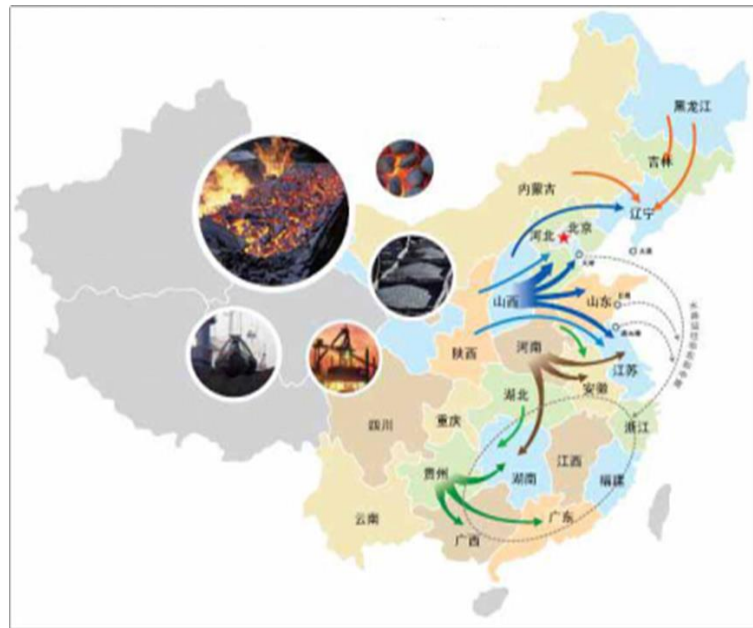 黑龙江
吉林
内蒙古
辽宁
河北
北京
山西
山东
陕西
河南
江苏
安徽
湖北
四川
重庆
浙江
贵州
湖南
江西
福建
云南
广西
广东